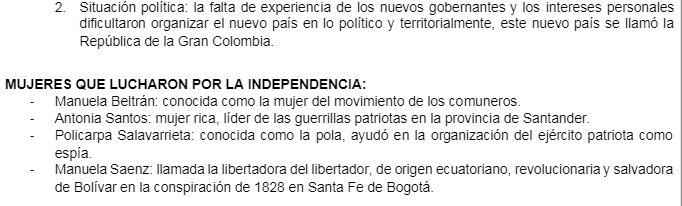 2. Situación política: la falta de experiencia de los nuevos gobernantes y los intereses personales
dificultaron organizar el nuevo país en lo político y territorialmente, este nuevo país se llamó la
República de la Gran Colombia.
MUJERES QUE LUCHARON POR LA INDEPENDENCIA:
- Manuela Beltrán: conocida como la mujer del movimiento de los comuneros.
- Antonia Santos: mujer rica, líder de las guerrillas patriotas en la provincia de Santander.
- Policarpa Salavarrieta: conocida como la pola, ayudó en la organización del ejército patriota como
espía.
- Manuela Saenz: llamada la libertadora del libertador, de origen ecuatoriano, revolucionaria y salvadora
de Bolívar en la conspiración de 1828 en Santa Fe de Bogotá.